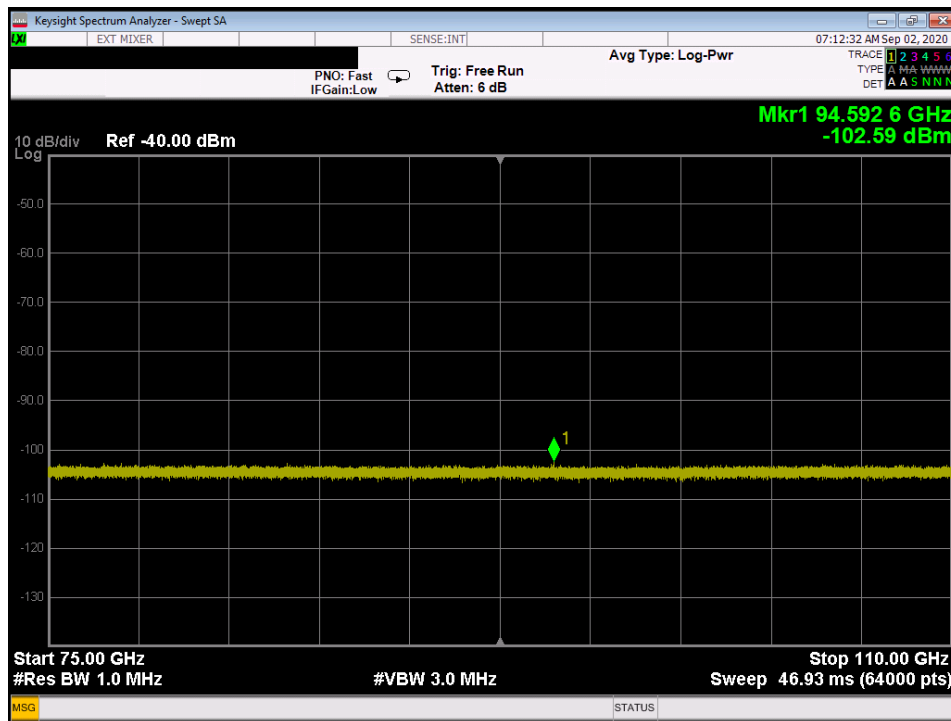 Keysight Spectrum Analyzer - Swept SA
LXI EXT MIXER SENSE:INT 07:12:32 AM Sep 02, 2020
PNO: Fast
IFGain:Low
Trig: Free Run
Atten: 6 dB
Avg Type: Log-Pwr
TRACE 1 2 3 4 5 6
TYPE A MA WWWW
DET A A S N N N
Mkr1 94.592 6 GHz
-102.59 dBm
10 dB/div Ref -40.00 dBm
Log
-50.0
-60.0
-70.0
-80.0
-90.0
1
-100
-110
-120
-130
Start 75.00 GHz Stop 110.00 GHz
#Res BW 1.0 MHz #VBW 3.0 MHz Sweep 46.93 ms (64000 pts)
MSG STATUS